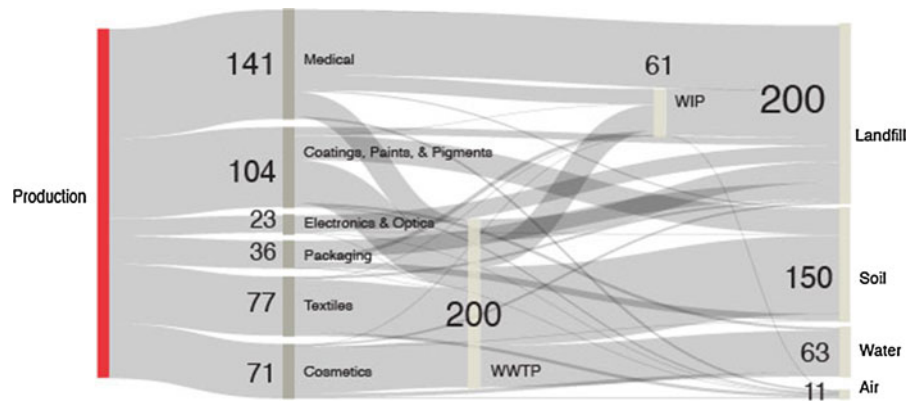 Production
141
Medical
104
Coatings, Paints, & Pigments
23
Electronics & Optics
36
Packaging
77
Textiles
71
Cosmetics
200
WWTP
61
WIP
200
Landfill
150
Soil
63
Water
11
Air